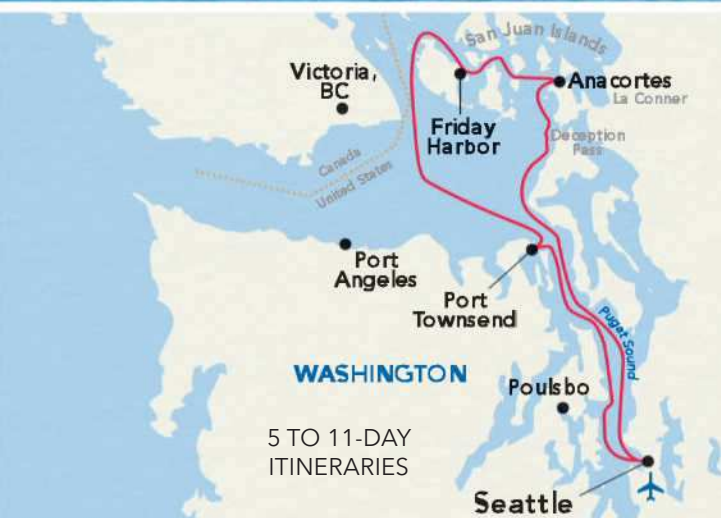 San Juan Islands
Victoria,
BC
Anacortes
La Conner
Friday
Harbor
Deception
Pass
Canada
United States
Port
Angeles
Port
Townsend
Puget Sound
WASHINGTON
Poulsbo
5 TO 11-DAY
ITINERARIES
Seattle